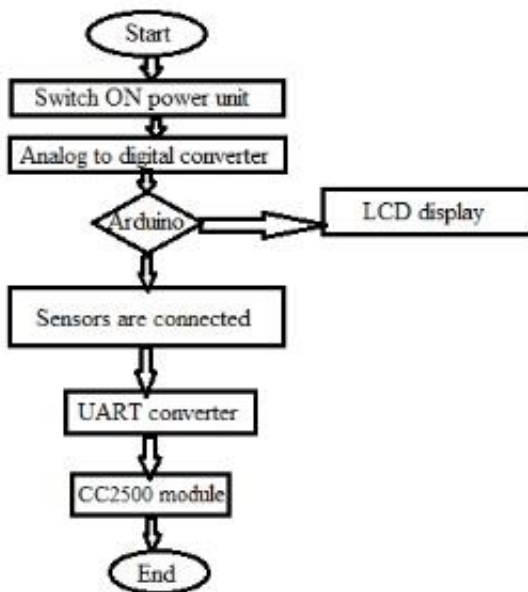 Start
Switch ON power unit
Analog to digital converter
Arduino
LCD display
Sensors are connected
UART converter
CC2500 module
End